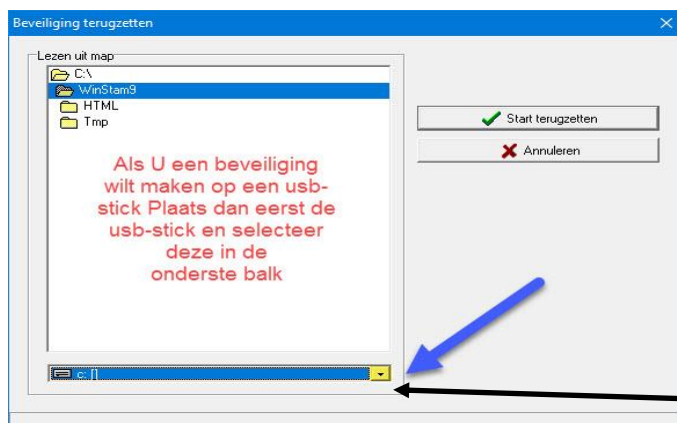 Beveiliging terugzetten
Lezen uit map
C:\
WinStam9
HTML
Tmp
Start terugzetten
Annuleren
Als U een beveiliging
wilt maken op een usb-
stick Plaats dan eerst de
usb-stick en selecteer
deze in de
onderste balk
c: []